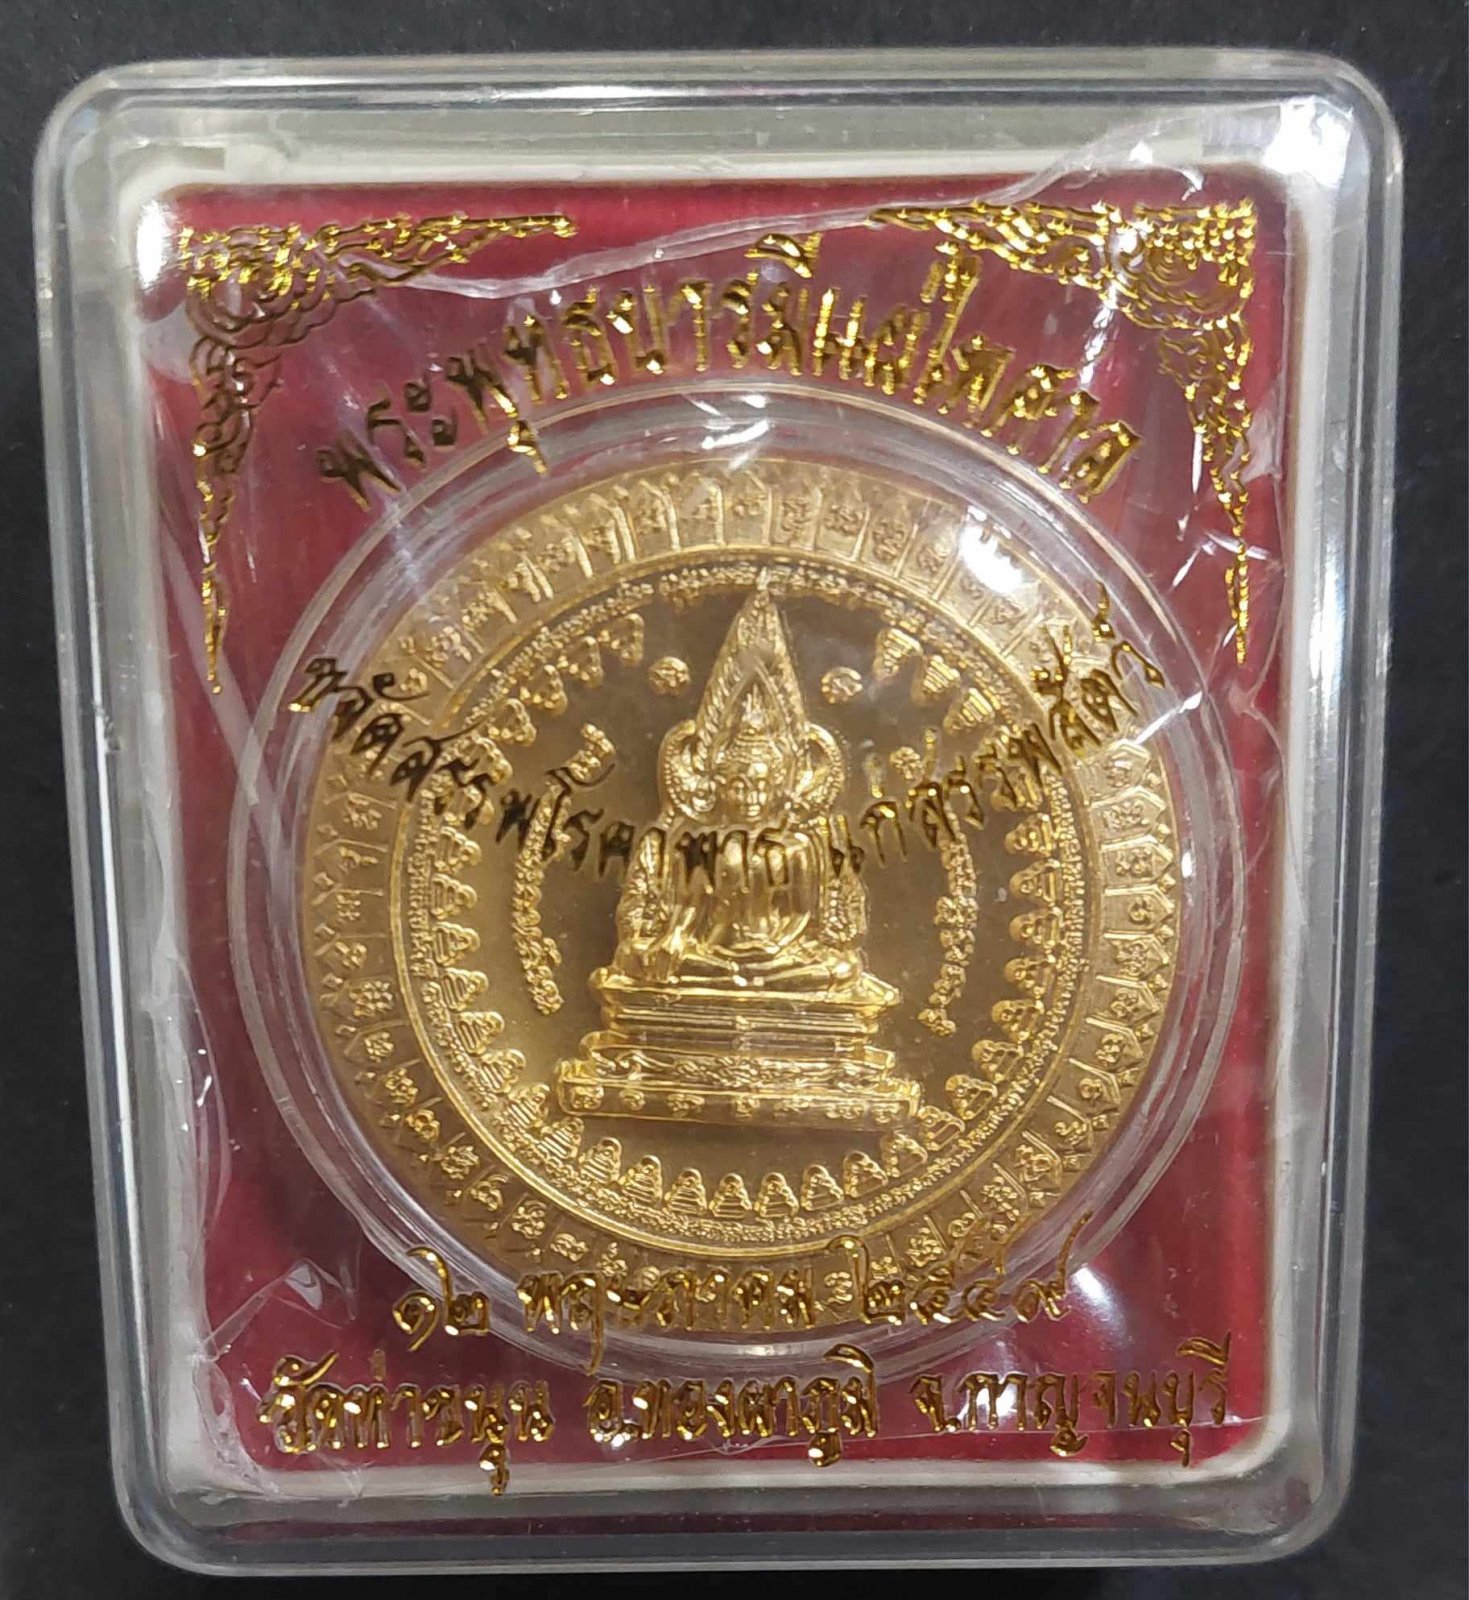 พระพุทธบารมีแผ่ไพศาล
ขจัดสรรพโรคาพาธ แก่สรรพสัตว์
๑๒ พฤษภาคม ๒๕๔๙
วัดท่าขนุน อ.ทองผาภูมิ จ.กาญจนบุรี